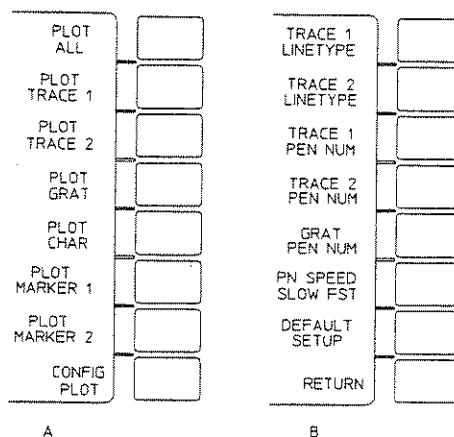 PLOT
ALL
PLOT
TRACE 1
PLOT
TRACE 2
PLOT
GRAT
PLOT
CHAR
PLOT
MARKER 1
PLOT
MARKER 2
CONFIG
PLOT
A
TRACE 1
LINETYPE
TRACE 2
LINETYPE
TRACE 1
PEN NUM
TRACE 2
PEN NUM
GRAT
PEN NUM
PN SPEED
SLOW FST
DEFAULT
SETUP
RETURN
B